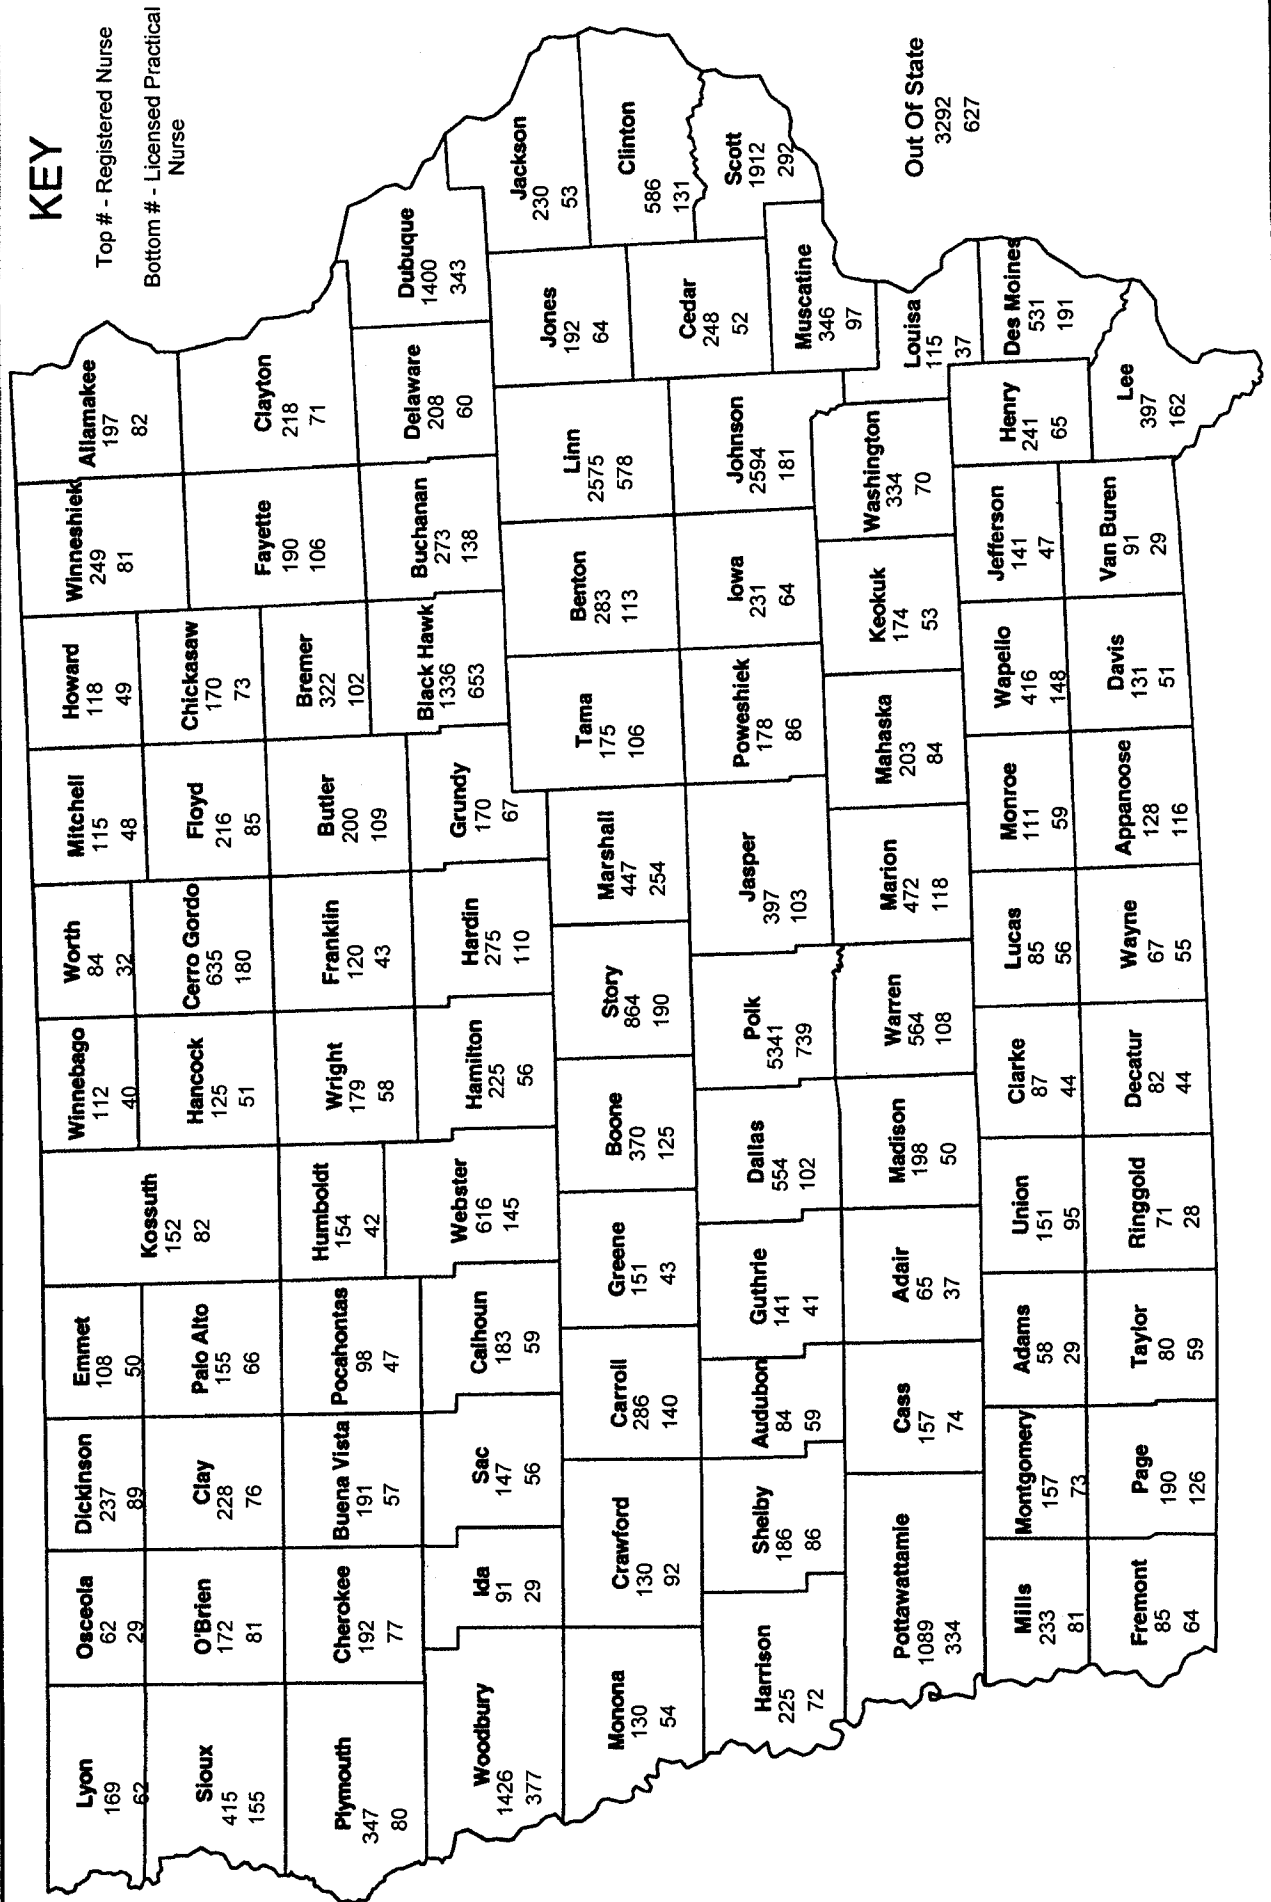 KEY
Top # - Registered Nurse
Bottom # - Licensed Practical
Nurse
Lyon
169
62
Osceola
62
29
Dickinson
237
89
Emmet
108
50
Kossuth
152
82
Winnebago
112
40
Worth
84
32
Mitchell
115
48
Howard
118
49
Winneshiek
249
81
Allamakee
197
82
Sioux
415
155
O'Brien
172
81
Clay
228
76
Palo Alto
155
66
Hancock
125
51
Cerro Gordo
635
180
Floyd
216
85
Chickasaw
170
73
Fayette
190
106
Clayton
218
71
Plymouth
347
80
Cherokee
192
77
Buena Vista
191
57
Pocahontas
98
47
Humboldt
154
42
Wright
179
58
Franklin
120
43
Butler
200
109
Bremer
322
102
Woodbury
1426
377
Ida
91
29
Sac
147
56
Calhoun
183
59
Webster
616
145
Hamilton
225
56
Hardin
275
110
Grundy
170
67
Black Hawk
1336
653
Buchanan
273
138
Delaware
208
60
Dubuque
1400
343
Monona
130
54
Crawford
130
92
Carroll
286
140
Greene
151
43
Boone
370
125
Story
864
190
Marshall
447
254
Tama
175
106
Benton
283
113
Linn
2575
578
Jones
192
64
Jackson
230
53
Clinton
586
131
Harrison
225
72
Shelby
186
86
Audubon
84
59
Guthrie
141
41
Dallas
554
102
Polk
5341
739
Jasper
397
103
Poweshiek
178
86
Iowa
231
64
Johnson
2594
181
Cedar
248
52
Scott
1912
292
Muscatine
346
97
Pottawattamie
1089
334
Cass
157
74
Adair
65
37
Madison
198
50
Warren
564
108
Marion
472
118
Mahaska
203
84
Keokuk
174
53
Washington
334
70
Louisa
115
37
Mills
233
81
Montgomery
157
73
Adams
58
29
Union
151
95
Clarke
87
44
Lucas
85
56
Monroe
111
59
Wapello
416
148
Jefferson
141
47
Henry
241
65
Des Moines
531
191
Fremont
85
64
Page
190
126
Taylor
80
59
Ringgold
71
28
Decatur
82
44
Wayne
67
55
Appanoose
128
116
Davis
131
51
Van Buren
91
29
Lee
397
162
Out Of State
3292
627